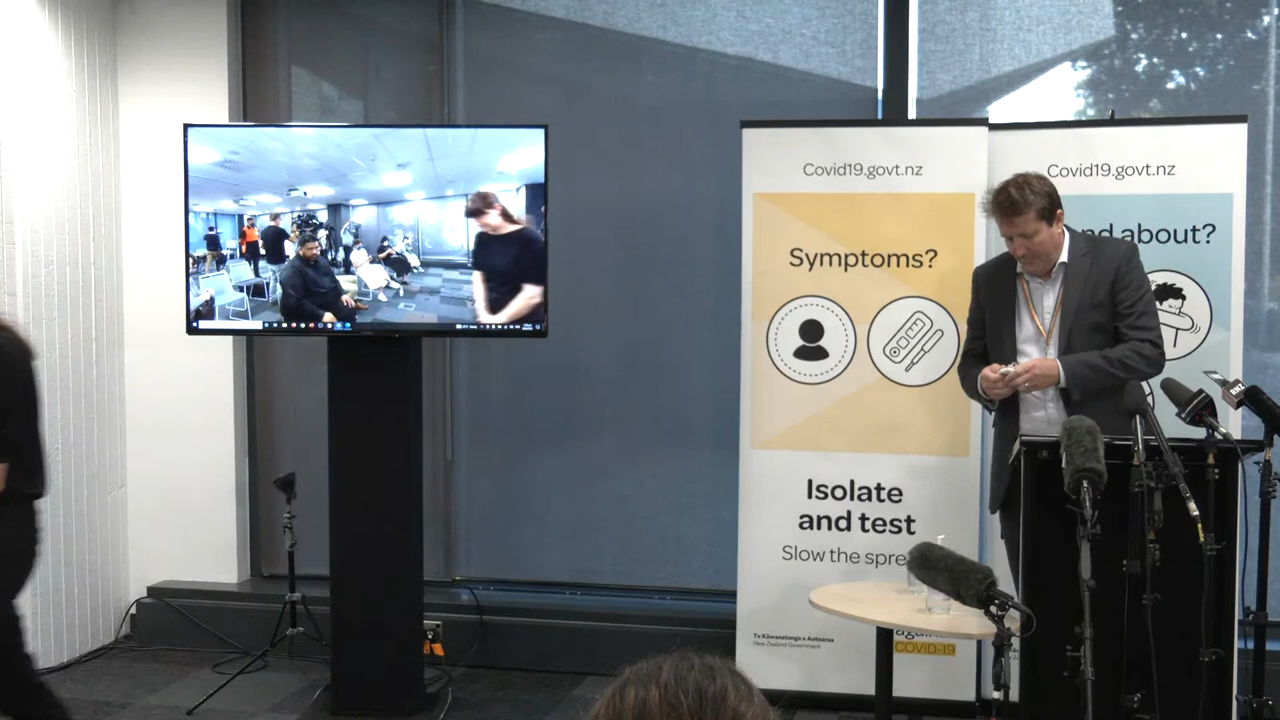 Covid19.govt.nz
Symptoms?
Isolate
and test
Slow the spre
Te Kāwanatanga o Aotearoa
New Zealand Government
COVID-19
Covid19.govt.nz
nd about?
RNZ